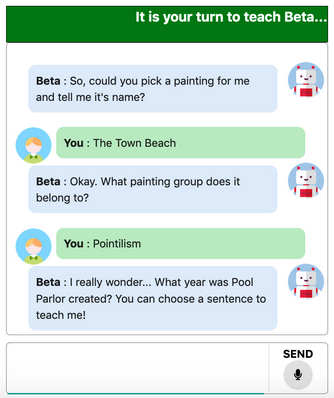 It is your turn to teach Beta...
Beta : So, could you pick a painting for me
and tell me it's name?
You : The Town Beach
Beta : Okay. What painting group does it
belong to?
You : Pointilism
Beta : I really wonder... What year was Pool
Parlor created? You can choose a sentence to
teach me!
SEND